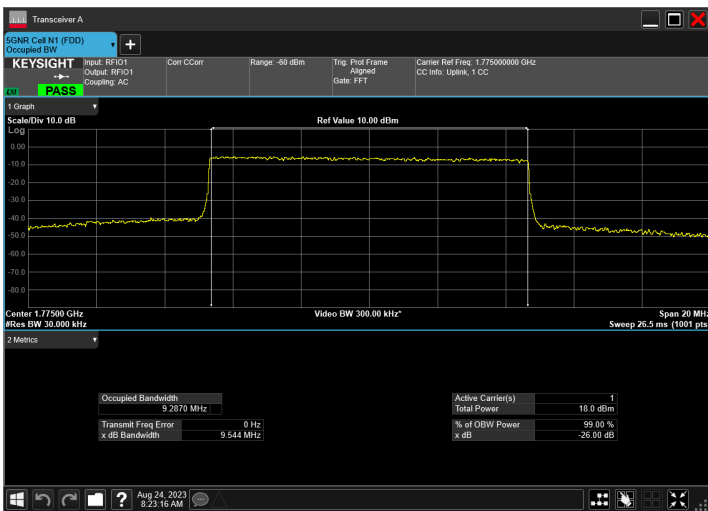 Transceiver A
5GNR Cell N1 (FDD)
Occupied BW
KEYSIGHT
LXI
PASS
Input: RFIO1
Output: RFIO1
Coupling: AC
Corr CCorr
Range: -60 dBm
Trig: Prot Frame
Aligned
Gate: FFT
Carrier Ref Freq: 1.775000000 GHz
CC Info: Uplink, 1 CC
1 Graph
Scale/Div 10.0 dB
Ref Value 10.00 dBm
Log
0.00
-10.0
-20.0
-30.0
-40.0
-50.0
-60.0
-70.0
-80.0
Center 1.77500 GHz
Video BW 300.00 kHz*
Span 20 MHz
#Res BW 30.000 kHz
Sweep 26.5 ms (1001 pts
2 Metrics
Occupied Bandwidth
9.2870 MHz
Transmit Freq Error 0 Hz
x dB Bandwidth 9.544 MHz
Active Carrier(s) 1
Total Power 18.0 dBm
% of OBW Power 99.00 %
x dB -26.00 dB
Aug 24, 2023
8:23:16 AM